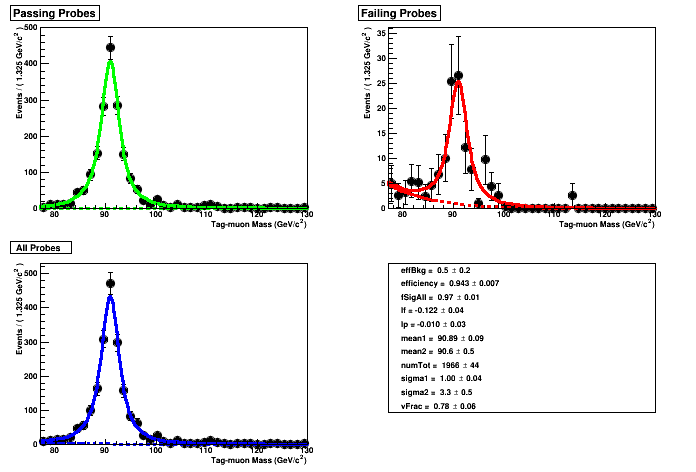 Passing Probes
Events / ( 1.325 GeV/c² )
500
400
300
200
100
0
80 90 100 110 120 130
Tag-muon Mass (GeV/c²)
Failing Probes
Events / ( 1.325 GeV/c² )
35
30
25
20
15
10
5
0
80 90 100 110 120 130
Tag-muon Mass (GeV/c²)
All Probes
Events / ( 1.325 GeV/c² )
500
400
300
200
100
0
80 90 100 110 120 130
Tag-muon Mass (GeV/c²)
effBkg = 0.5 ± 0.2
efficiency = 0.943 ± 0.007
fSigAll = 0.97 ± 0.01
lf = -0.122 ± 0.04
lp = -0.010 ± 0.03
mean1 = 90.89 ± 0.09
mean2 = 90.6 ± 0.5
numTot = 1966 ± 44
sigma1 = 1.00 ± 0.04
sigma2 = 3.3 ± 0.5
vFrac = 0.78 ± 0.06